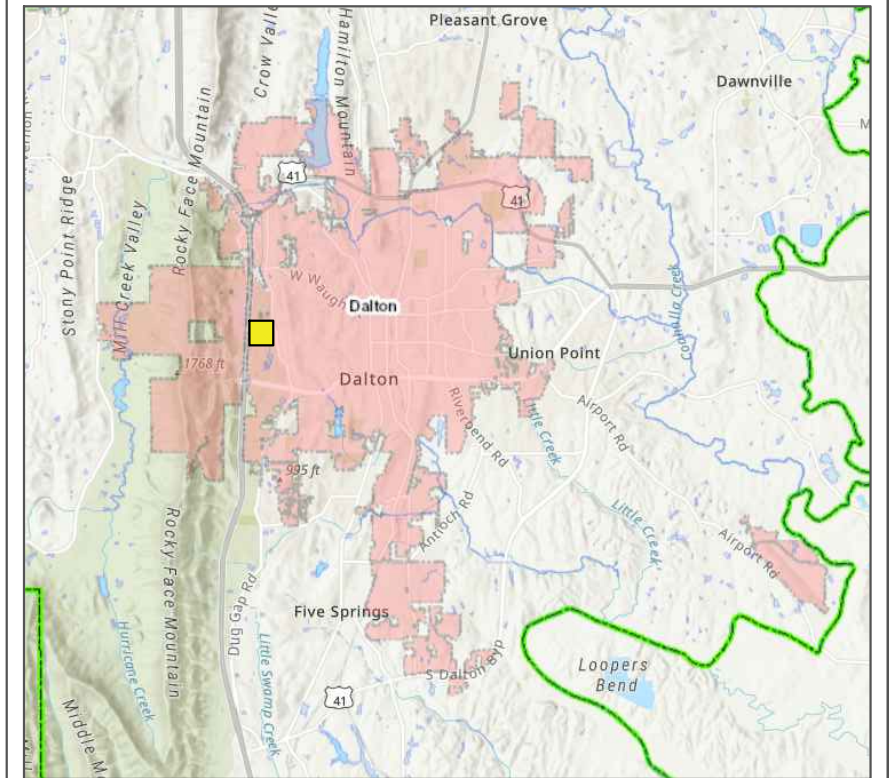 Pleasant Grove
Crow Valle
Hamilton Mountain
Dawnville
Rocky Face Mountain
41
41
Stony Point Ridge
Mill Creek Valley
W Waugh
Dalton
Coahulla Creek
Union Point
1768 ft
Dalton
Riverbend Rd
Little Creek
Airport Rd
995 ft
Antioch Rd
Little Creek
Airport Rd
Rocky Face Mountain
Dug Gap Rd
Five Springs
Hurricane Creek
Little Swamp Creek
S Dalton Byp
Loopers
Bend
41
Middle Mo